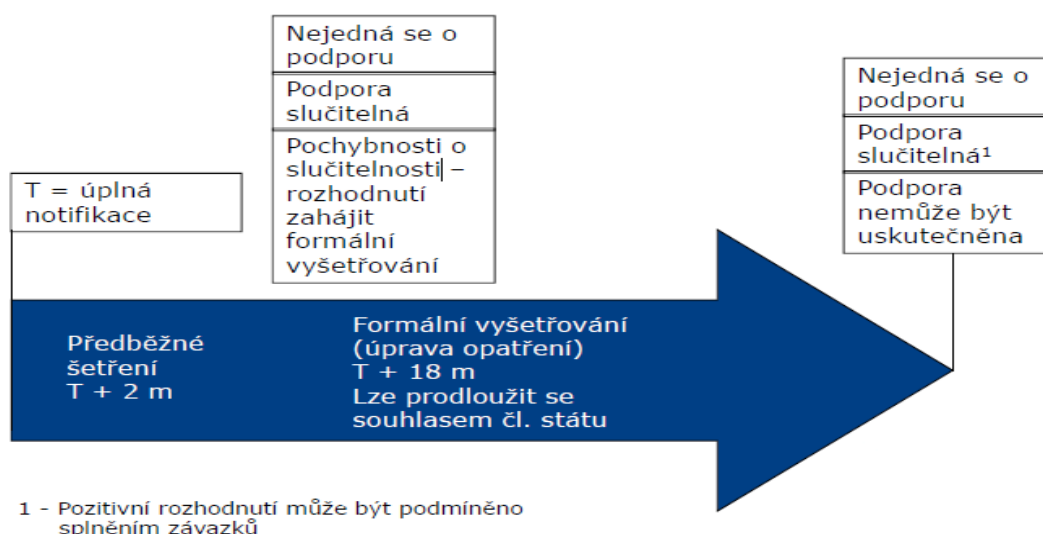 T = úplná
notifikace
Nejedná se o
podporu
Podpora
slučitelná
Pochybnosti o
slučitelnosti –
rozhodnutí
zahájit
formální
vyšetřování
Nejedná se o
podporu
Podpora
slučitelná¹
Podpora
nemůže být
uskutečněna
Předběžné
šetření
T + 2 m
Formální vyšetřování
(úprava opatření)
T + 18 m
Lze prodloužit se
souhlasem čl. státu
1 - Pozitivní rozhodnutí může být podmíněno
splněním závazků